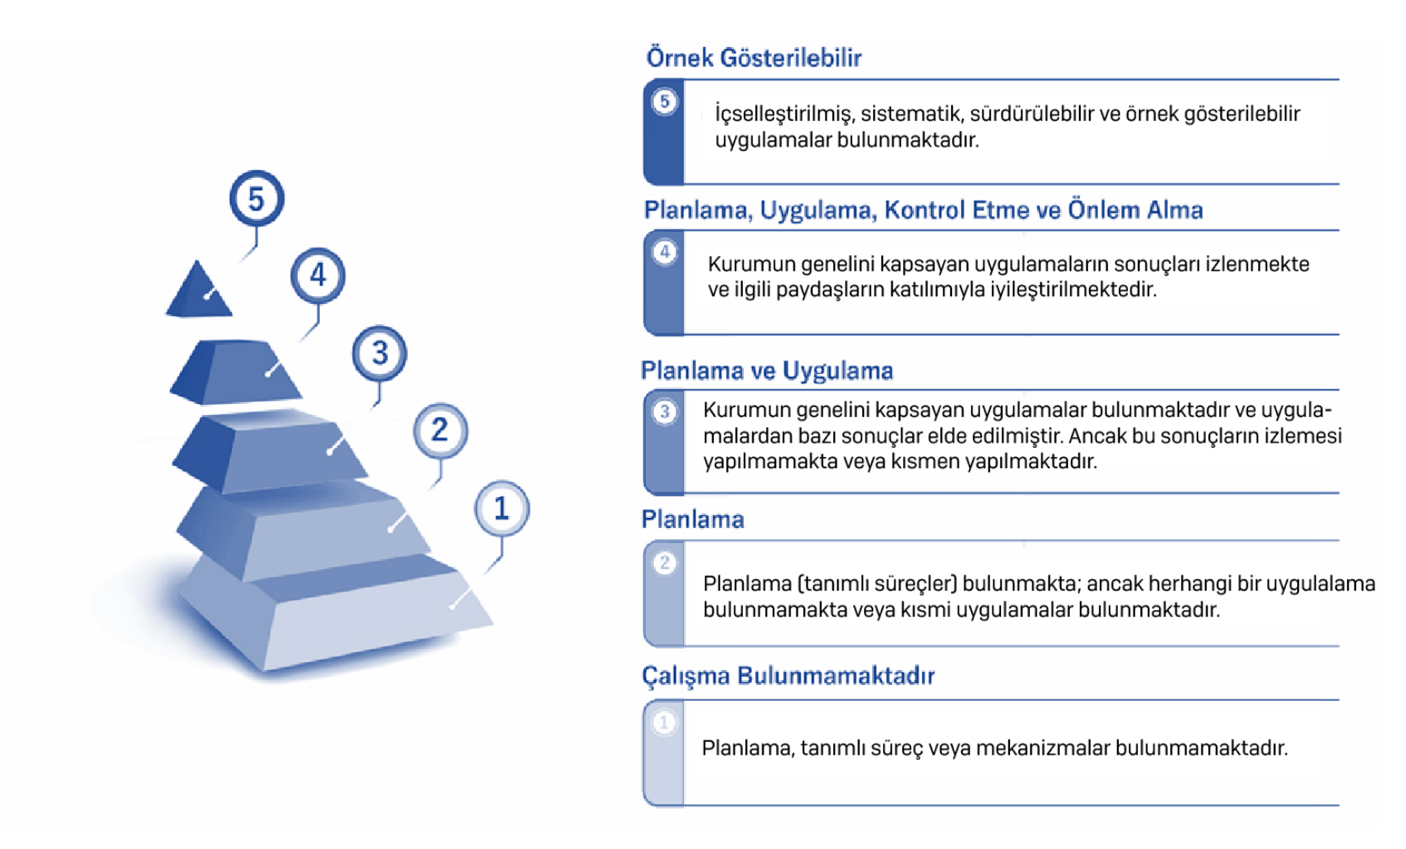 Örnek Gösterilebilir
5
İçselleştirilmiş, sistematik, sürdürülebilir ve örnek gösterilebilir
uygulamalar bulunmaktadır.
Planlama, Uygulama, Kontrol Etme ve Önlem Alma
4
Kurumun genelini kapsayan uygulamaların sonuçları izlenmekte
ve ilgili paydaşların katılımıyla iyileştirilmektedir.
Planlama ve Uygulama
3
Kurumun genelini kapsayan uygulamalar bulunmaktadır ve uygula-
malardan bazı sonuçlar elde edilmiştir. Ancak bu sonuçların izlemesi
yapılmamakta veya kısmen yapılmaktadır.
Planlama
2
Planlama (tanımlı süreçler) bulunmakta; ancak herhangi bir uygulalama
bulunmamakta veya kısmi uygulamalar bulunmaktadır.
Çalışma Bulunmamaktadır
1
Planlama, tanımlı süreç veya mekanizmalar bulunmamaktadır.
5
4
3
2
1